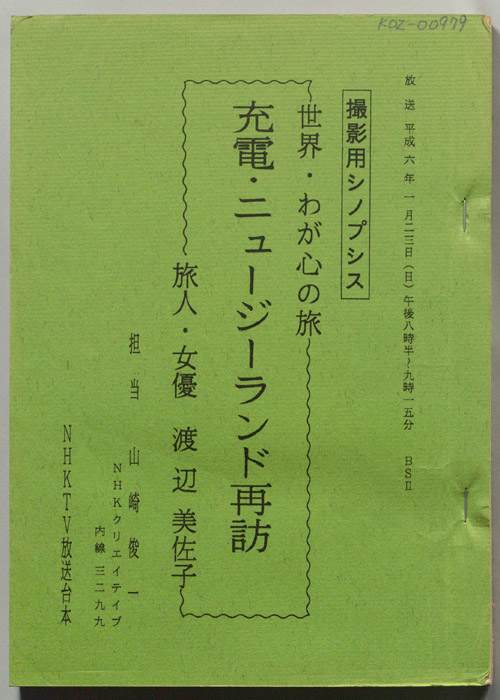 KOZ-00979
放送 平成六年 一月二三日(日)午後八時半~九時一五分 BSⅡ
撮影用シノプシス
世界・わが心の旅
充電・ニュージーランド再訪
旅人・女優 渡辺 美佐子
担当 山崎俊一
NHKクリエイティブ
内線 三二九九
NHKTV放送台本